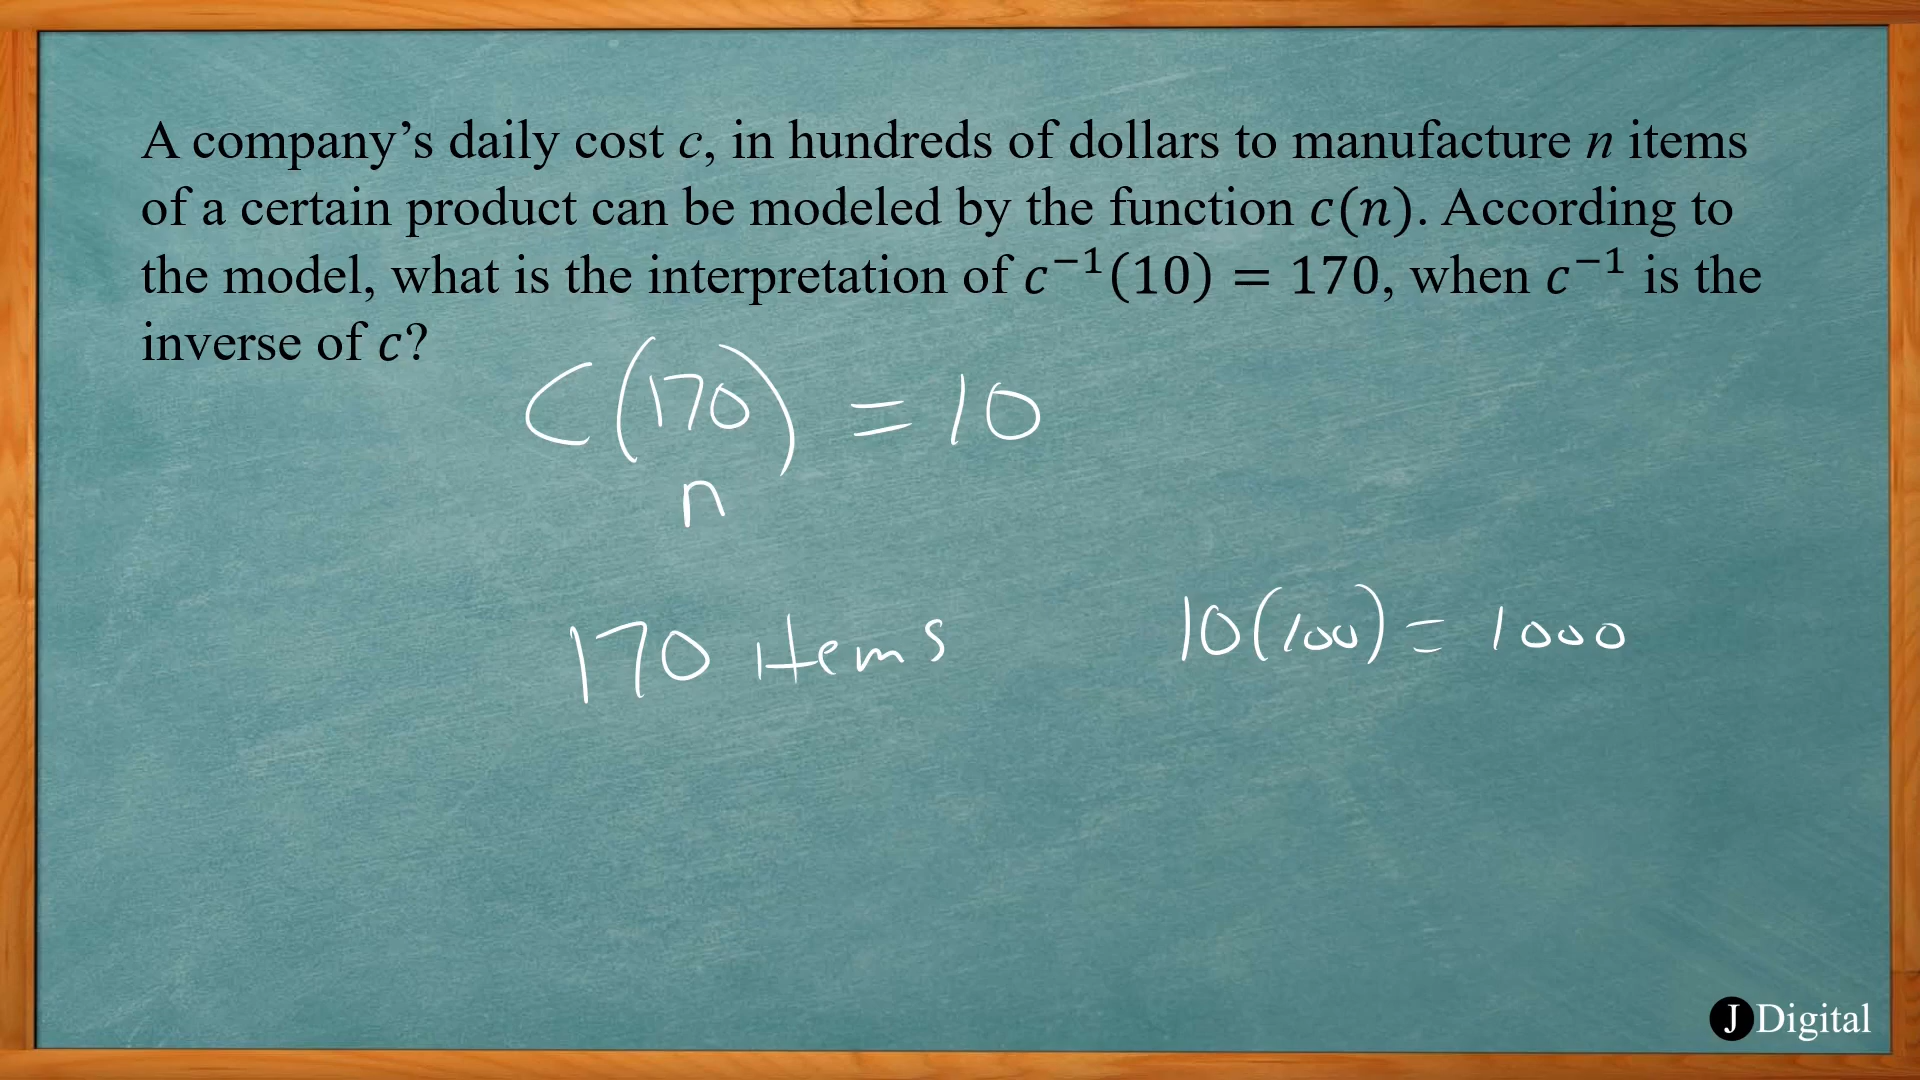 A company’s daily cost c, in hundreds of dollars to manufacture n items
of a certain product can be modeled by the function c(n). According to
the model, what is the interpretation of c⁻¹(10) = 170, when c⁻¹ is the
inverse of c?
C(170) = 10
n
170 items
10(100) = 1000
J Digital